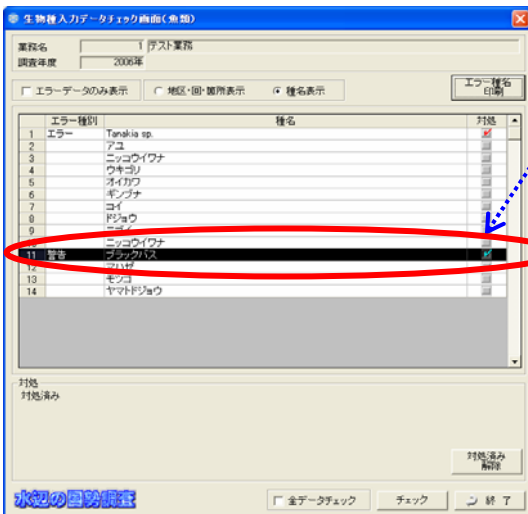 生物種入力データチェック画面(魚類)
業務名 1 テスト業務
調査年度 2006年
エラーデータのみ表示 地区・回・箇所表示 種名表示 エラー種名印刷
エラー種別 種名 対処
1 エラー Tanakia sp.
2 アユ
3 ニッコウイワナ
4 ウキゴリ
5 オイカワ
6 ギンブナ
7 コイ
8 ドジョウ
9 ニゴイ
10 ニッコウイワナ
11 警告 ブラックバス
12 マハゼ
13 モツゴ
14 ヤマトドジョウ
対処
対処済み
対処済み解除
水辺の国勢調査 全データチェック チェック 終了